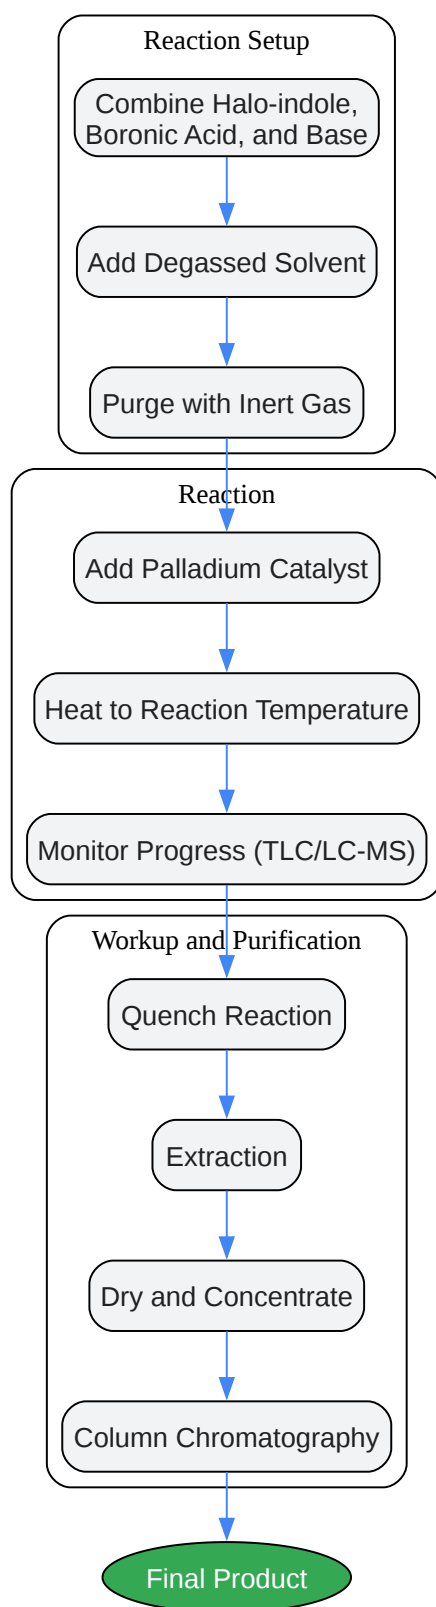 Reaction Setup
Combine Halo-indole,
Boronic Acid, and Base
Add Degassed Solvent
Purge with Inert Gas
Reaction
Add Palladium Catalyst
Heat to Reaction Temperature
Monitor Progress (TLC/LC-MS)
Workup and Purification
Quench Reaction
Extraction
Dry and Concentrate
Column Chromatography
Final Product